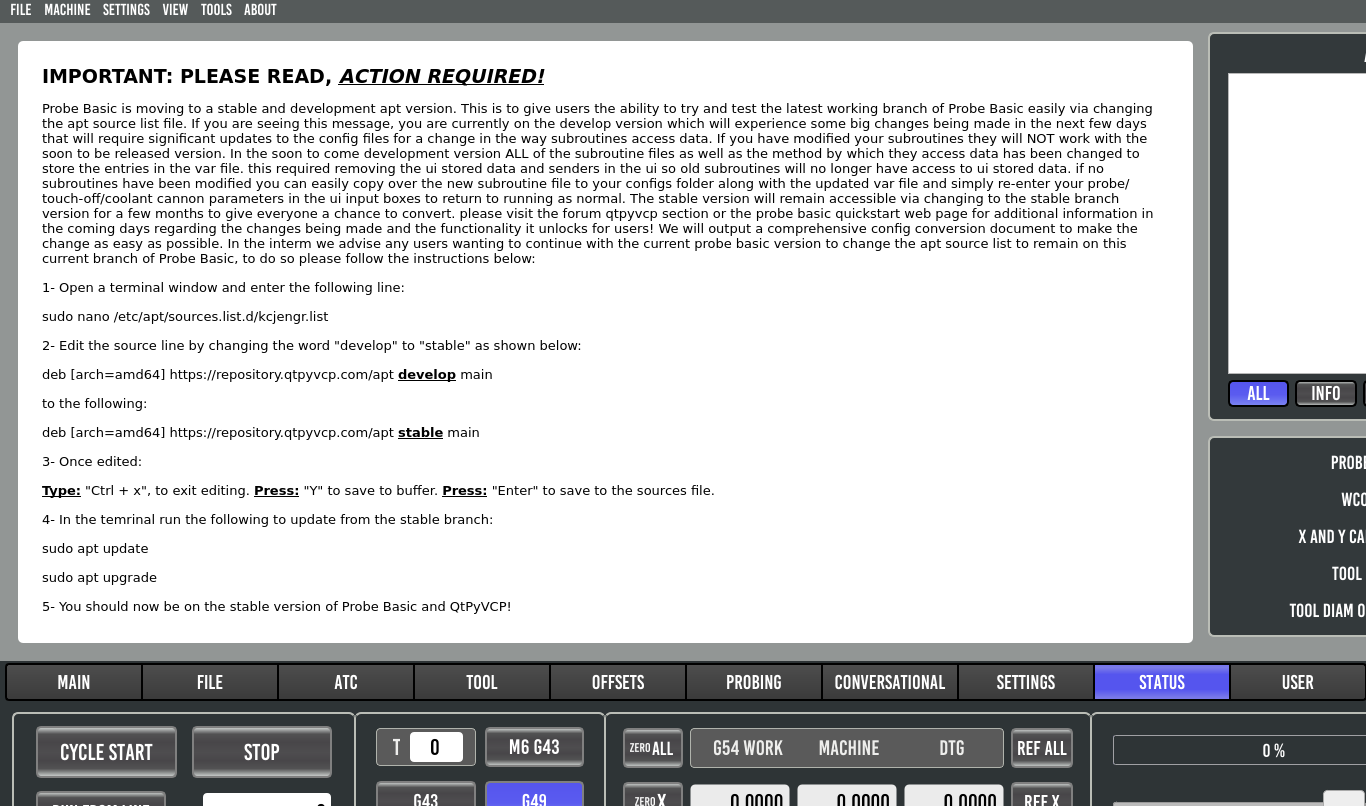 FILE MACHINE SETTINGS VIEW TOOLS ABOUT
IMPORTANT: PLEASE READ, ACTION REQUIRED!
Probe Basic is moving to a stable and development apt version. This is to give users the ability to try and test the latest working branch of Probe Basic easily via changing
the apt source list file. If you are seeing this message, you are currently on the develop version which will experience some big changes being made in the next few days
that will require significant updates to the config files for a change in the way subroutines access data. If you have modified your subroutines they will NOT work with the
soon to be released version. In the soon to come development version ALL of the subroutine files as well as the method by which they access data has been changed to
store the entries in the var file. this required removing the ui stored data and senders in the ui so old subroutines will no longer have access to ui stored data. if no
subroutines have been modified you can easily copy over the new subroutine file to your configs folder along with the updated var file and simply re-enter your probe/
touch-off/coolant cannon parameters in the ui input boxes to return to running as normal. The stable version will remain accessible via changing to the stable branch
version for a few months to give everyone a chance to convert. please visit the forum qtpyvcp section or the probe basic quickstart web page for additional information in
the coming days regarding the changes being made and the functionality it unlocks for users! We will output a comprehensive config conversion document to make the
change as easy as possible. In the interm we advise any users wanting to continue with the current probe basic version to change the apt source list to remain on this
current branch of Probe Basic, to do so please follow the instructions below:
1- Open a terminal window and enter the following line:
sudo nano /etc/apt/sources.list.d/kcjengr.list
2- Edit the source line by changing the word "develop" to "stable" as shown below:
deb [arch=amd64] https://repository.qtpyvcp.com/apt develop main
to the following:
deb [arch=amd64] https://repository.qtpyvcp.com/apt stable main
3- Once edited:
Type: "Ctrl + x", to exit editing. Press: "Y" to save to buffer. Press: "Enter" to save to the sources file.
4- In the temrinal run the following to update from the stable branch:
sudo apt update
sudo apt upgrade
5- You should now be on the stable version of Probe Basic and QtPyVCP!
ALL INFO
X AND Y
TOOL
TOOL DIAM
MAIN FILE ATC TOOL OFFSETS PROBING CONVERSATIONAL SETTINGS STATUS USER
CYCLE START STOP T 0 M6 G43 ZERO ALL G54 WORK MACHINE DTG REF ALL 0 %
RUN FROM LINE G43 G49 ZERO X 0.0000 0.0000 0.0000 REF X